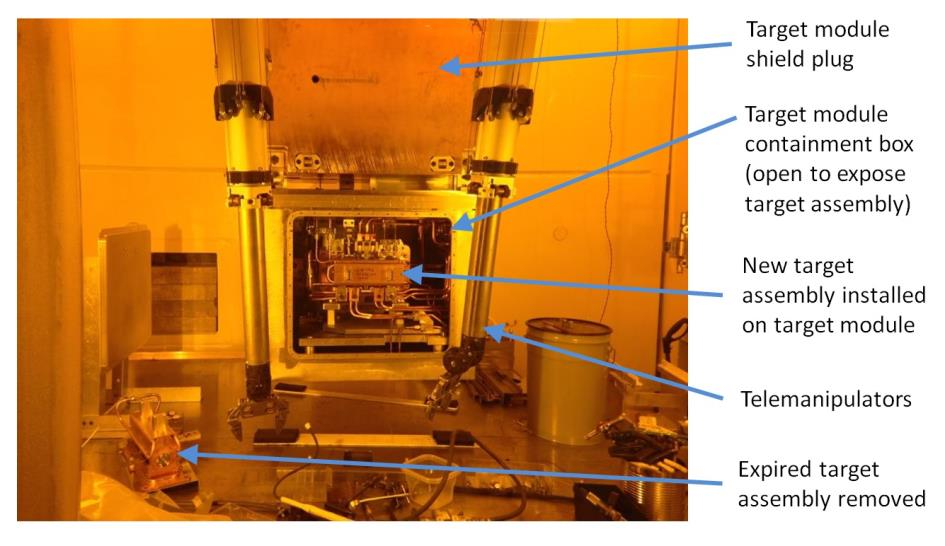 Target module
shield plug
Target module
containment box
(open to expose
target assembly)
New target
assembly installed
on target module
Telemanipulators
Expired target
assembly removed